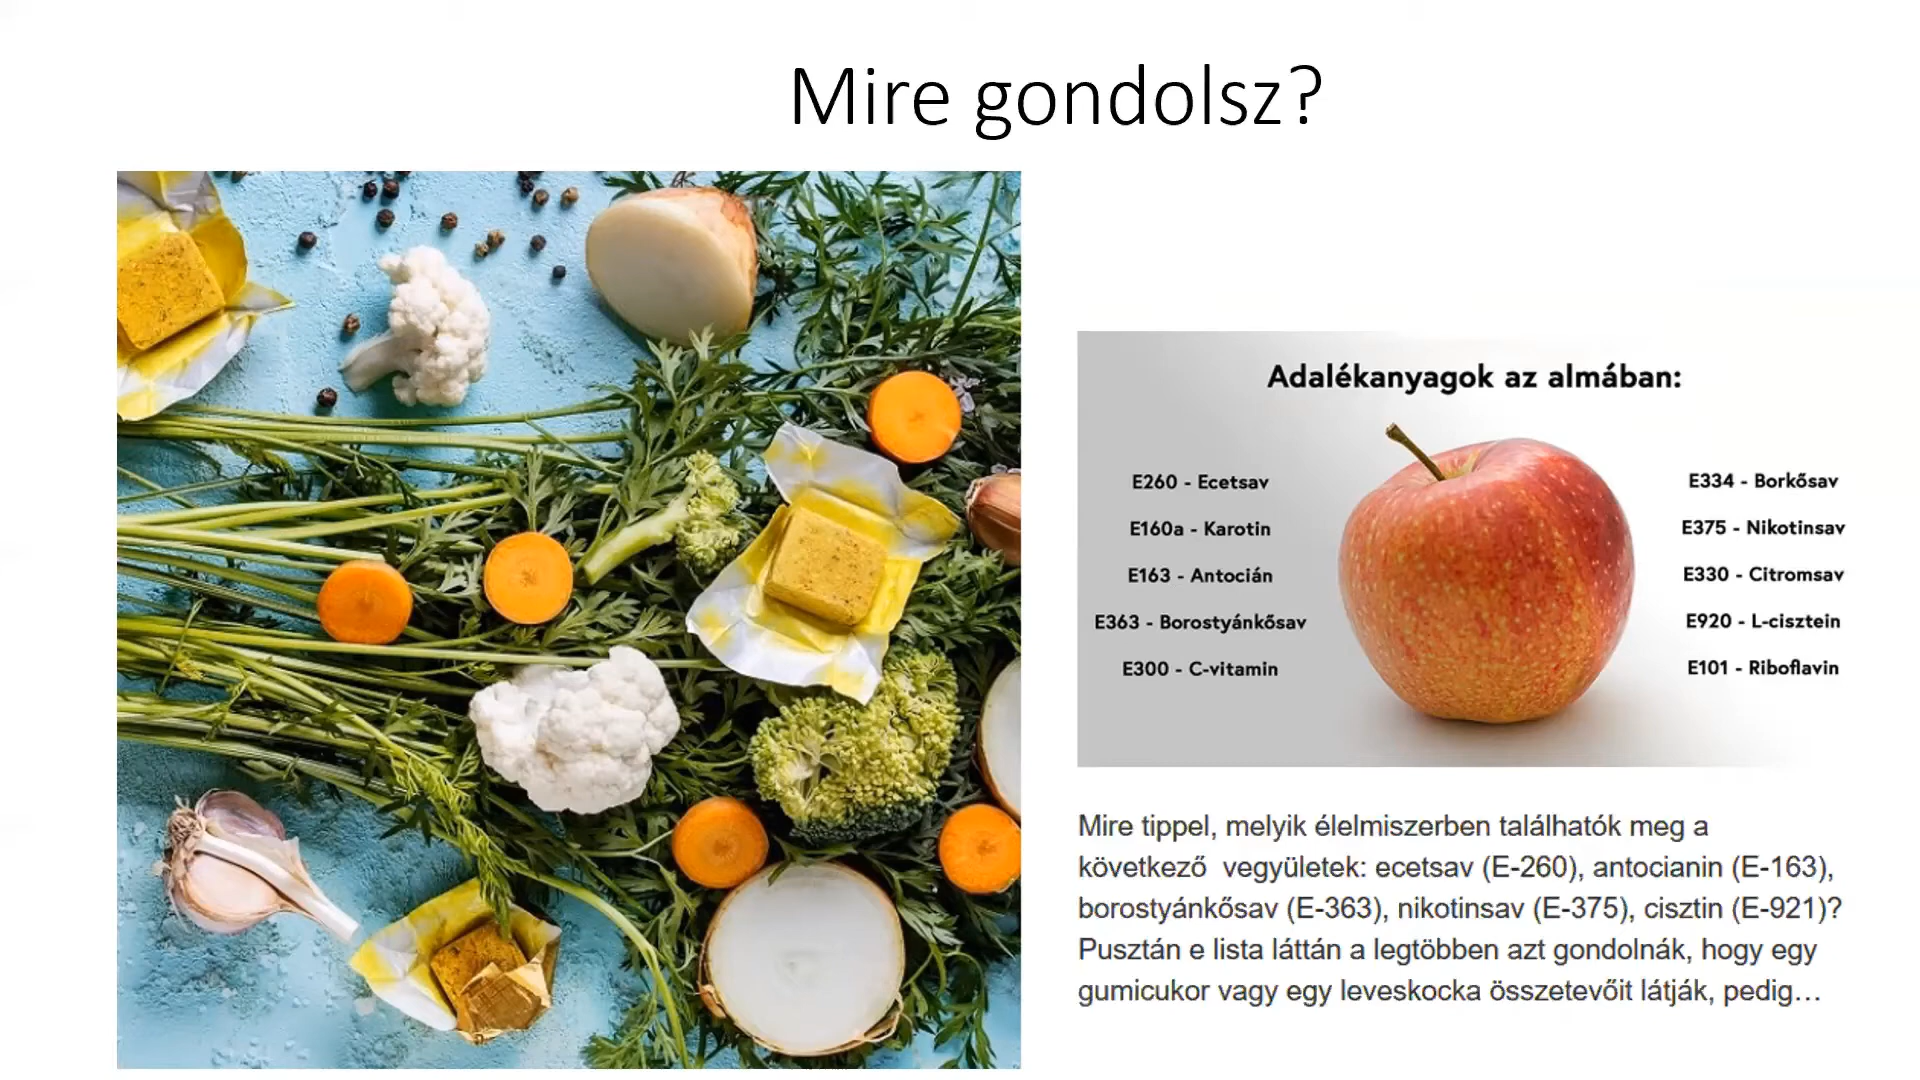 Mire gondolsz?
Adalékanyagok az almában:
E260 - Ecetsav
E160a - Karotin
E163 - Antocián
E363 - Borostyánkősav
E300 - C-vitamin
E334 - Borkősav
E375 - Nikotinsav
E330 - Citromsav
E920 - L-cisztein
E101 - Riboflavin
Mire tippel, melyik élelmiszerben találhatók meg a
következő vegyületek: ecetsav (E-260), antocianin (E-163),
borostyánkősav (E-363), nikotinsav (E-375), cisztin (E-921)?
Pusztán e lista láttán a legtöbben azt gondolnák, hogy egy
gumicukor vagy egy leveskocka összetevőit látják, pedig…